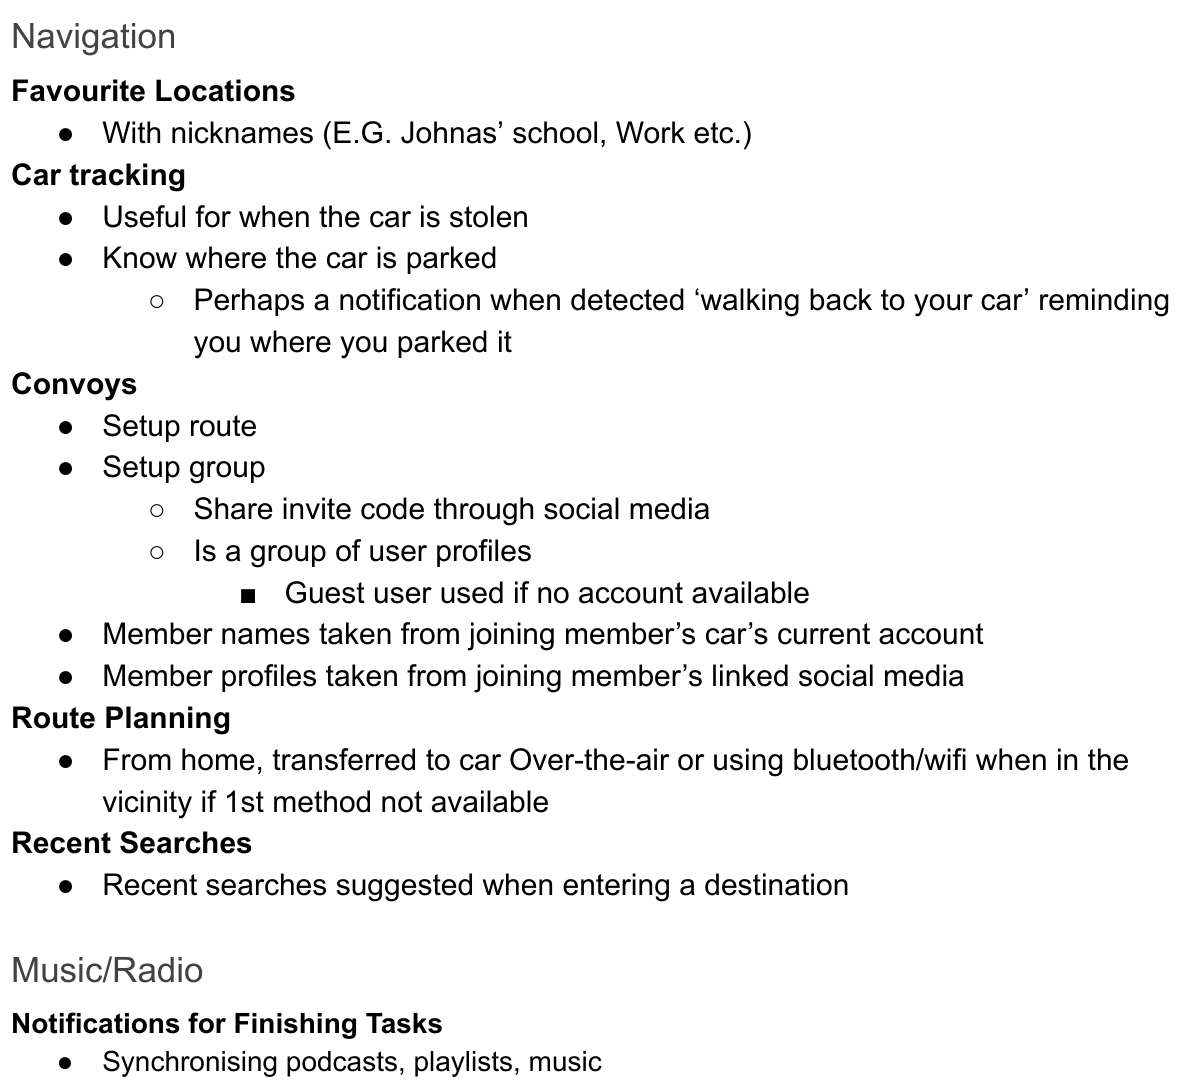 Navigation
Favourite Locations
● With nicknames (E.G. Johnas’ school, Work etc.)
Car tracking
● Useful for when the car is stolen
● Know where the car is parked
○ Perhaps a notification when detected ‘walking back to your car’ reminding
you where you parked it
Convoys
● Setup route
● Setup group
○ Share invite code through social media
○ Is a group of user profiles
■ Guest user used if no account available
● Member names taken from joining member’s car’s current account
● Member profiles taken from joining member’s linked social media
Route Planning
● From home, transferred to car Over-the-air or using bluetooth/wifi when in the
vicinity if 1st method not available
Recent Searches
● Recent searches suggested when entering a destination
Music/Radio
Notifications for Finishing Tasks
● Synchronising podcasts, playlists, music